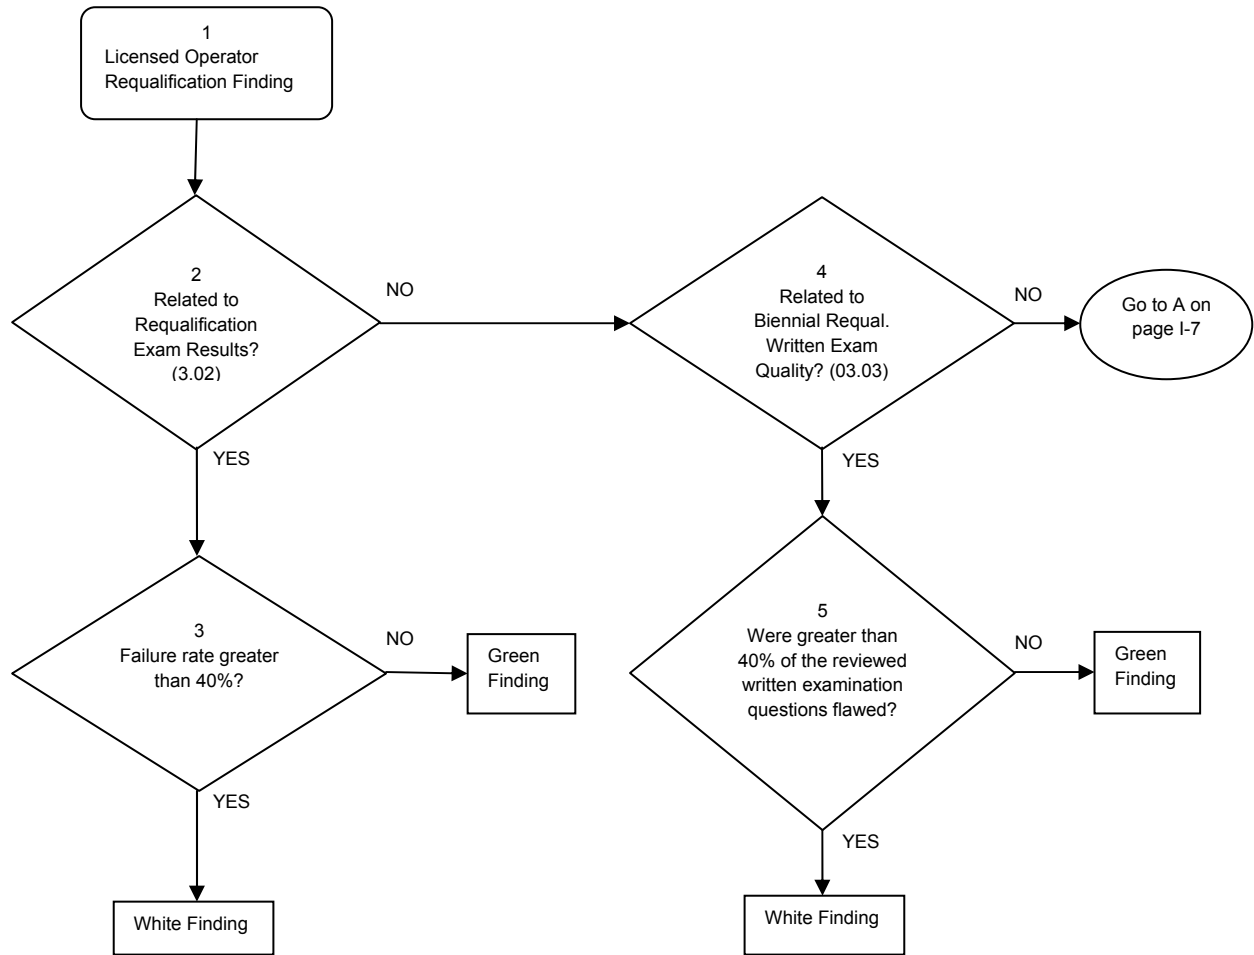 1
Licensed Operator
Requalification Finding
2
Related to
Requalification
Exam Results?
(3.02)
NO
YES
4
Related to
Biennial Requal.
Written Exam
Quality? (03.03)
NO
YES
Go to A on
page I-7
3
Failure rate greater
than 40%?
NO
YES
Green
Finding
5
Were greater than
40% of the reviewed
written examination
questions flawed?
NO
YES
Green
Finding
White Finding
White Finding